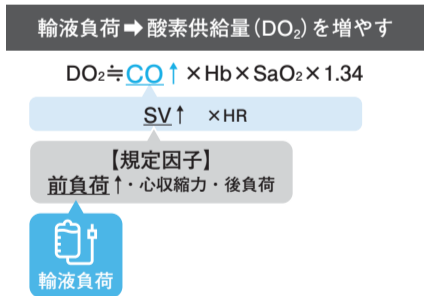 輸液負荷➡酸素供給量(DO₂)を増やす
DO₂≒CO↑×Hb×SaO₂×1.34
SV↑ ×HR
【規定因子】
前負荷↑・心収縮力・後負荷
輸液負荷